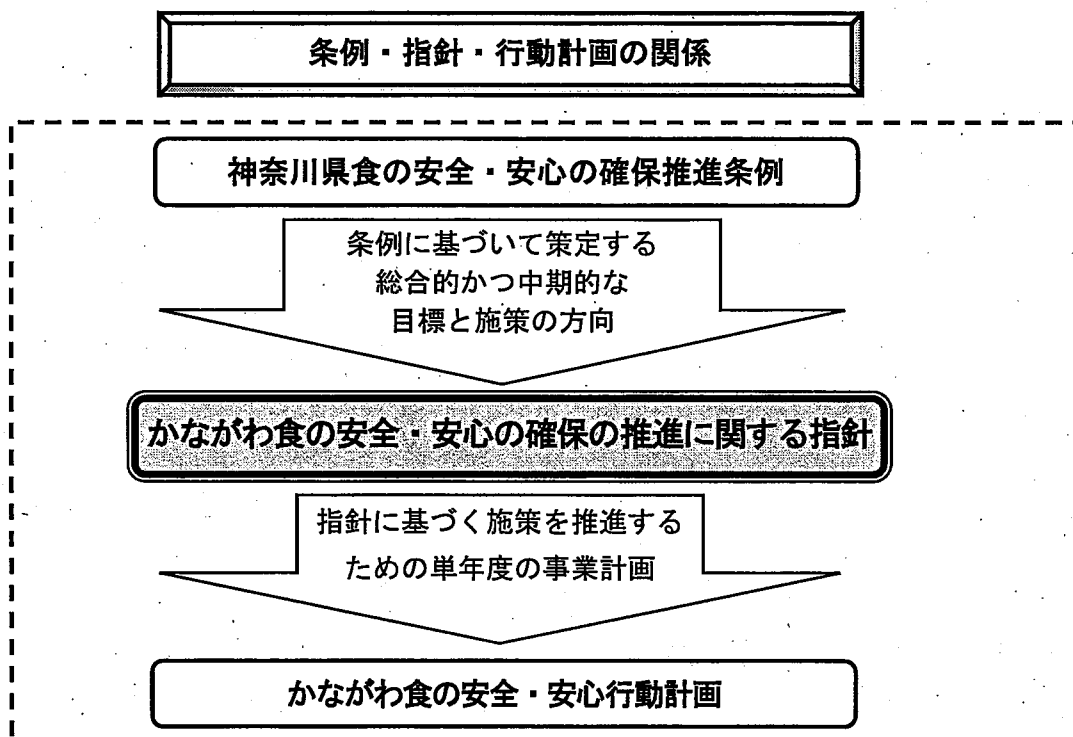 条例・指針・行動計画の関係
神奈川県食の安全・安心の確保推進条例
条例に基づいて策定する
総合的かつ中期的な
目標と施策の方向
かながわ食の安全・安心の確保の推進に関する指針
指針に基づく施策を推進する
ための単年度の事業計画
かながわ食の安全・安心行動計画